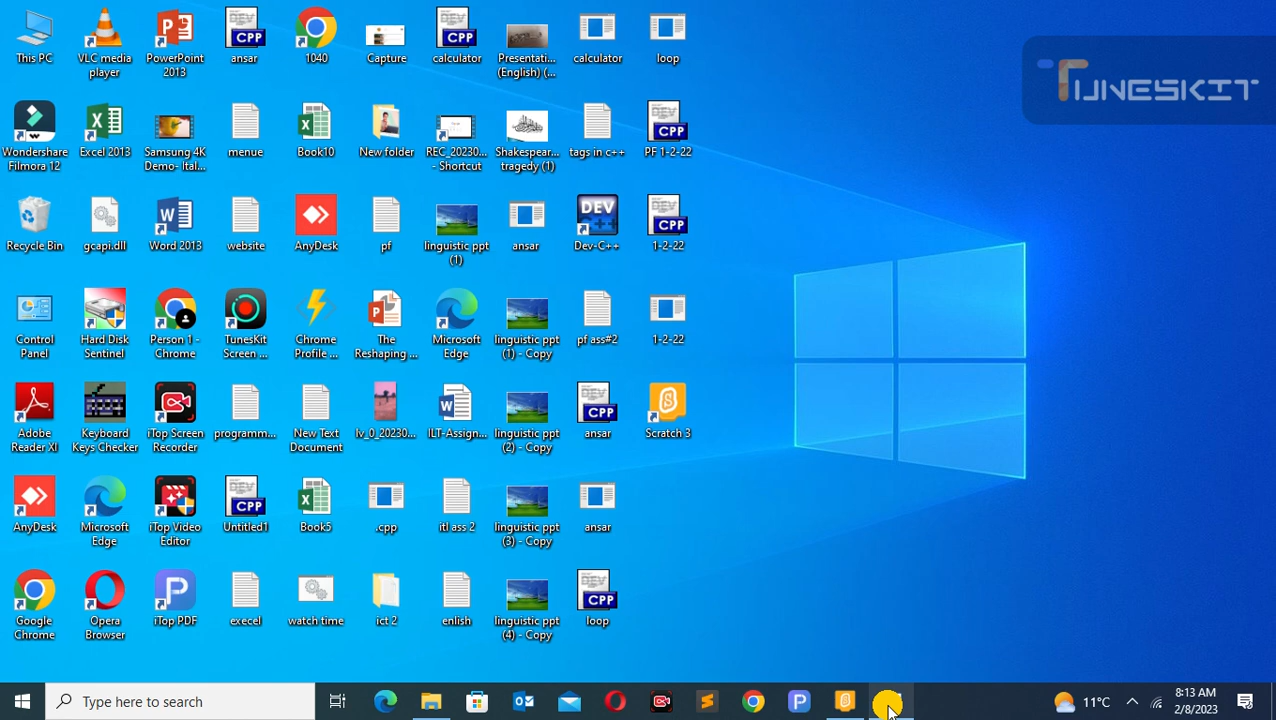 This PC
VLC media
player
PowerPoint
2013
ansar
1040
Capture
calculator
Presentati...
(English) (...
calculator
loop
TUNESKIT
Wondershare
Filmora 12
Excel 2013
Samsung 4K
Demo- Ital...
menue
Book10
New folder
REC_20230...
- Shortcut
Shakespear...
tragedy (1)
tags in c++
PF 1-2-22
Recycle Bin
gcapi.dll
Word 2013
website
AnyDesk
pf
linguistic ppt
(1)
ansar
Dev-C++
1-2-22
Control
Panel
Hard Disk
Sentinel
Person 1 -
Chrome
TunesKit
Screen ...
Chrome
Profile ...
The
Reshaping ...
Microsoft
Edge
linguistic ppt
(1) - Copy
pf ass#2
1-2-22
Adobe
Reader XI
Keyboard
Keys Checker
iTop Screen
Recorder
programm...
New Text
Document
lv_0_20230...
ILT-Assign...
linguistic ppt
(2) - Copy
ansar
Scratch 3
AnyDesk
Microsoft
Edge
iTop Video
Editor
Untitled1
Book5
.cpp
itl ass 2
linguistic ppt
(3) - Copy
ansar
Google
Chrome
Opera
Browser
iTop PDF
execel
watch time
ict 2
enlish
linguistic ppt
(4) - Copy
loop
Type here to search
11°C
8:13 AM
2/8/2023